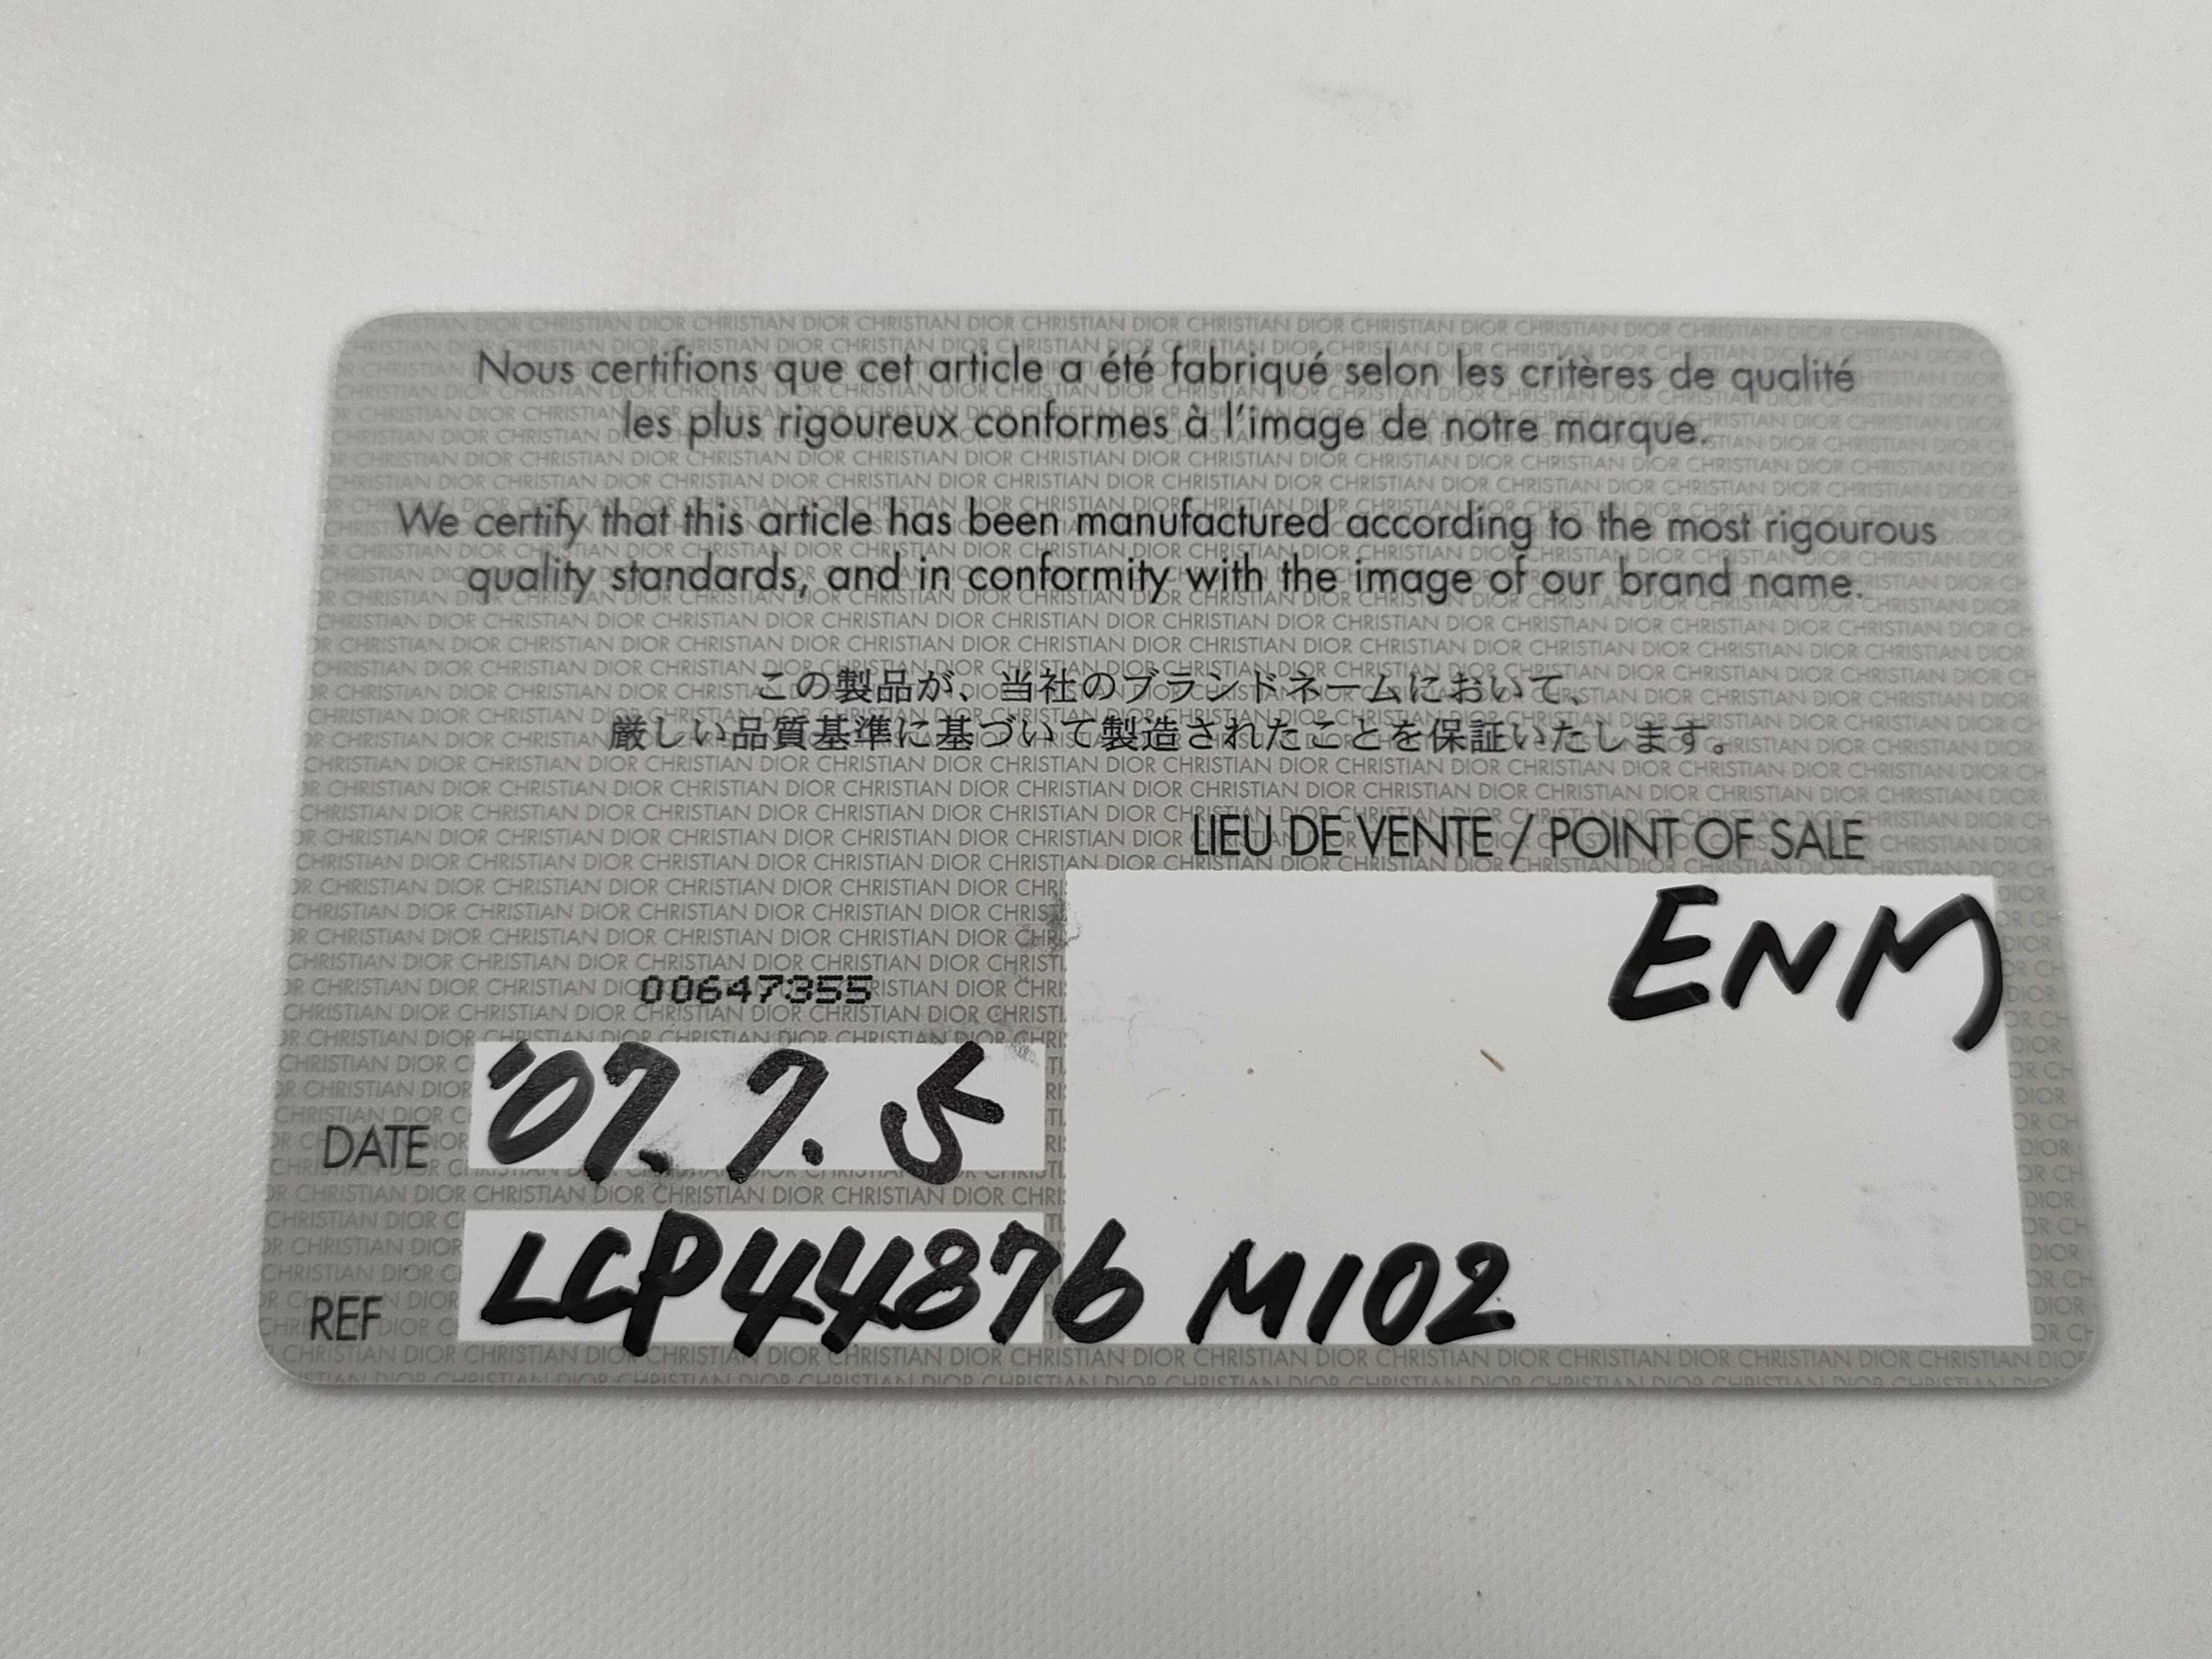 Nous certifions que cet article a été fabriqué selon les critères de qualité
les plus rigoureux conformes à l'image de notre marque.
We certify that this article has been manufactured according to the most rigourous
quality standards, and in conformity with the image of our brand name.
この製品が、当社のブランドネームにおいて、
厳しい品質基準に基づいて製造されたことを保証いたします。
LIEU DE VENTE / POINT OF SALE
ENM
00647355
DATE '07. 7. 5
REF LCP44876 M102